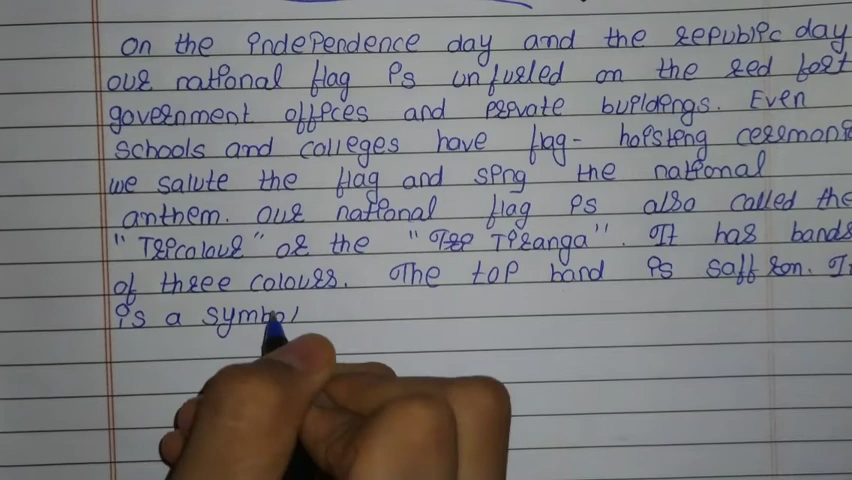 on the independence day and the republic day
our national flag is unfurled on the red fort
government offices and private buildings. Even
schools and colleges have flag- hoisting ceremony
we salute the flag and sing the national
anthem. our national flag is also called the
"Tricolour" or the "Tiranga". It has bands
of three colours. The top band is saffron. It
is a symbol